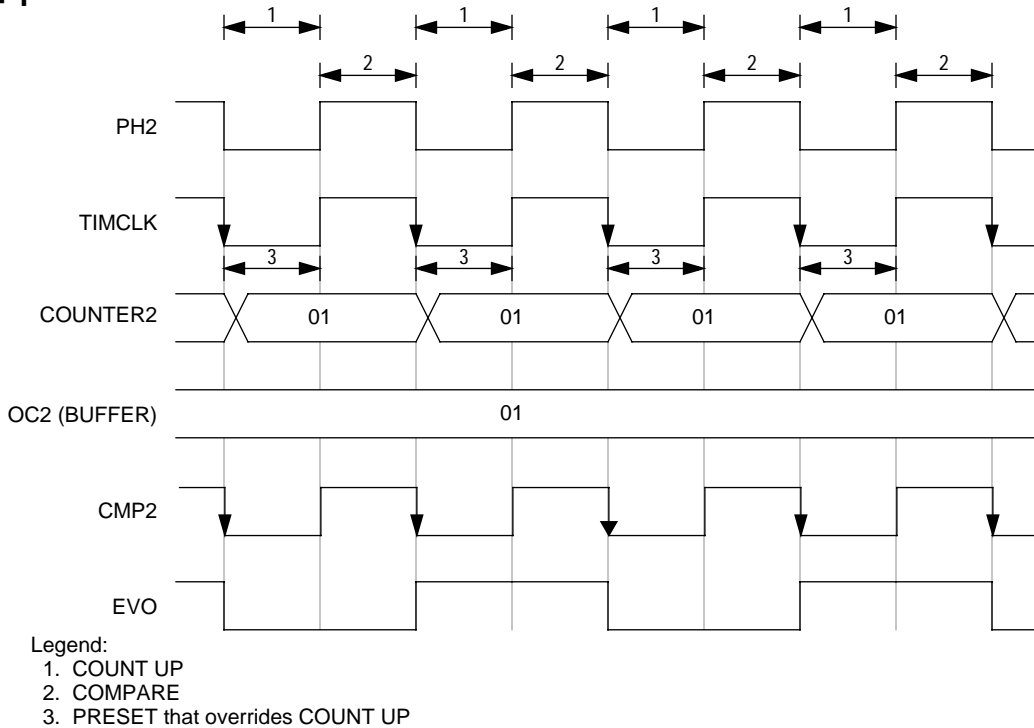 1 1 1 1
2 2 2 2
PH2
TIMCLK
3 3 3 3
COUNTER2 01 01 01 01
OC2 (BUFFER) 01
CMP2
EVO
Legend:
1. COUNT UP
2. COMPARE
3. PRESET that overrides COUNT UP